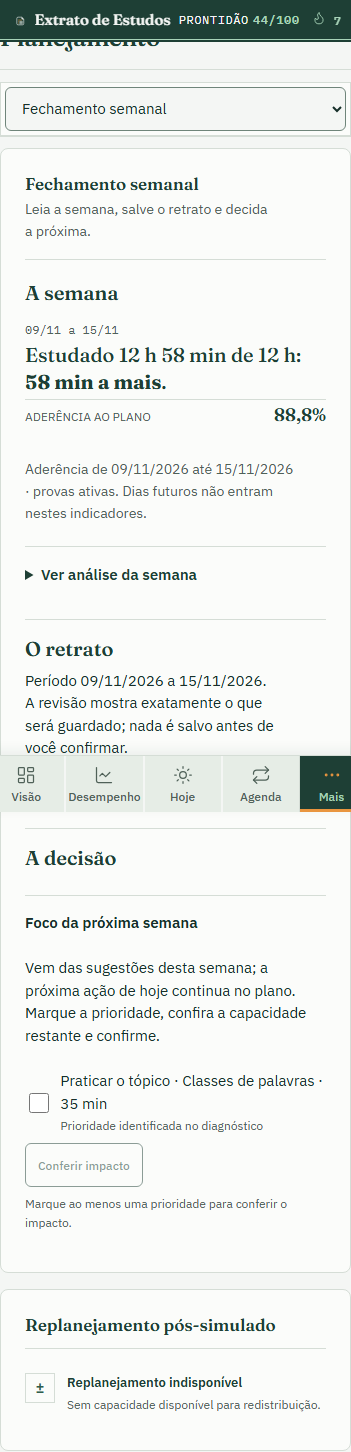 Extrato de Estudos PRONTIDÃO 44/100 7
Planejamento
Fechamento semanal
Fechamento semanal
Leia a semana, salve o retrato e decida
a próxima.
A semana
09/11 a 15/11
Estudado 12 h 58 min de 12 h:
58 min a mais.
ADERÊNCIA AO PLANO 88,8%
Aderência de 09/11/2026 até 15/11/2026
· provas ativas. Dias futuros não entram
nestes indicadores.
Ver análise da semana
O retrato
Período 09/11/2026 a 15/11/2026.
A revisão mostra exatamente o que
será guardado; nada é salvo antes de
você confirmar.
Visão Desempenho Hoje Agenda Mais
A decisão
Foco da próxima semana
Vem das sugestões desta semana; a
próxima ação de hoje continua no plano.
Marque a prioridade, confira a capacidade
restante e confirme.
Praticar o tópico · Classes de palavras ·
35 min
Prioridade identificada no diagnóstico
Conferir impacto
Marque ao menos uma prioridade para conferir o
impacto.
Replanejamento pós-simulado
± Replanejamento indisponível
Sem capacidade disponível para redistribuição.